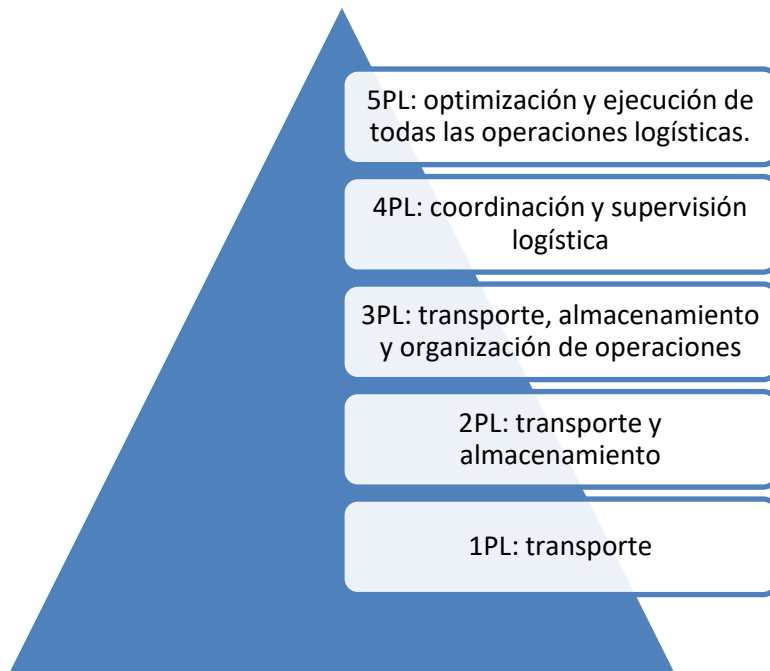 5PL: optimización y ejecución de
todas las operaciones logísticas.
4PL: coordinación y supervisión
logística
3PL: transporte, almacenamiento
y organización de operaciones
2PL: transporte y
almacenamiento
1PL: transporte